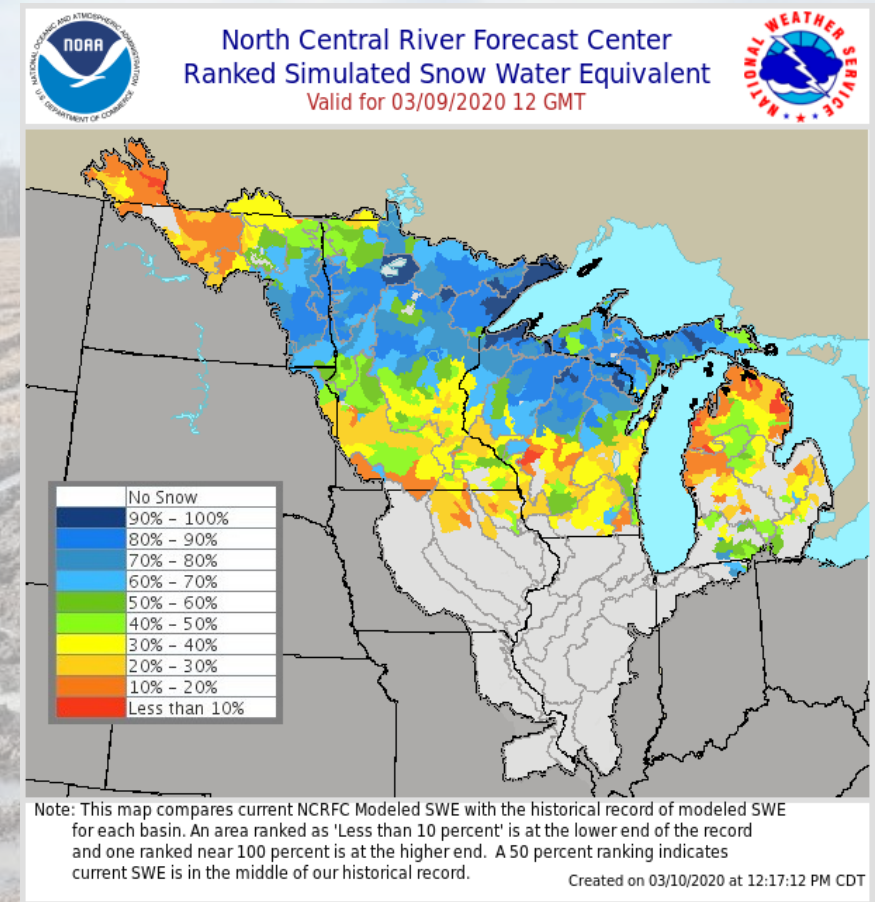 NATIONAL OCEANIC AND ATMOSPHERIC ADMINISTRATION
NOAA
U.S. DEPARTMENT OF COMMERCE
North Central River Forecast Center
Ranked Simulated Snow Water Equivalent
Valid for 03/09/2020 12 GMT
NATIONAL WEATHER SERVICE
No Snow
90% – 100%
80% – 90%
70% – 80%
60% – 70%
50% – 60%
40% – 50%
30% – 40%
20% – 30%
10% – 20%
Less than 10%
Note: This map compares current NCRFC Modeled SWE with the historical record of modeled SWE
for each basin. An area ranked as 'Less than 10 percent' is at the lower end of the record
and one ranked near 100 percent is at the higher end. A 50 percent ranking indicates
current SWE is in the middle of our historical record.
Created on 03/10/2020 at 12:17:12 PM CDT